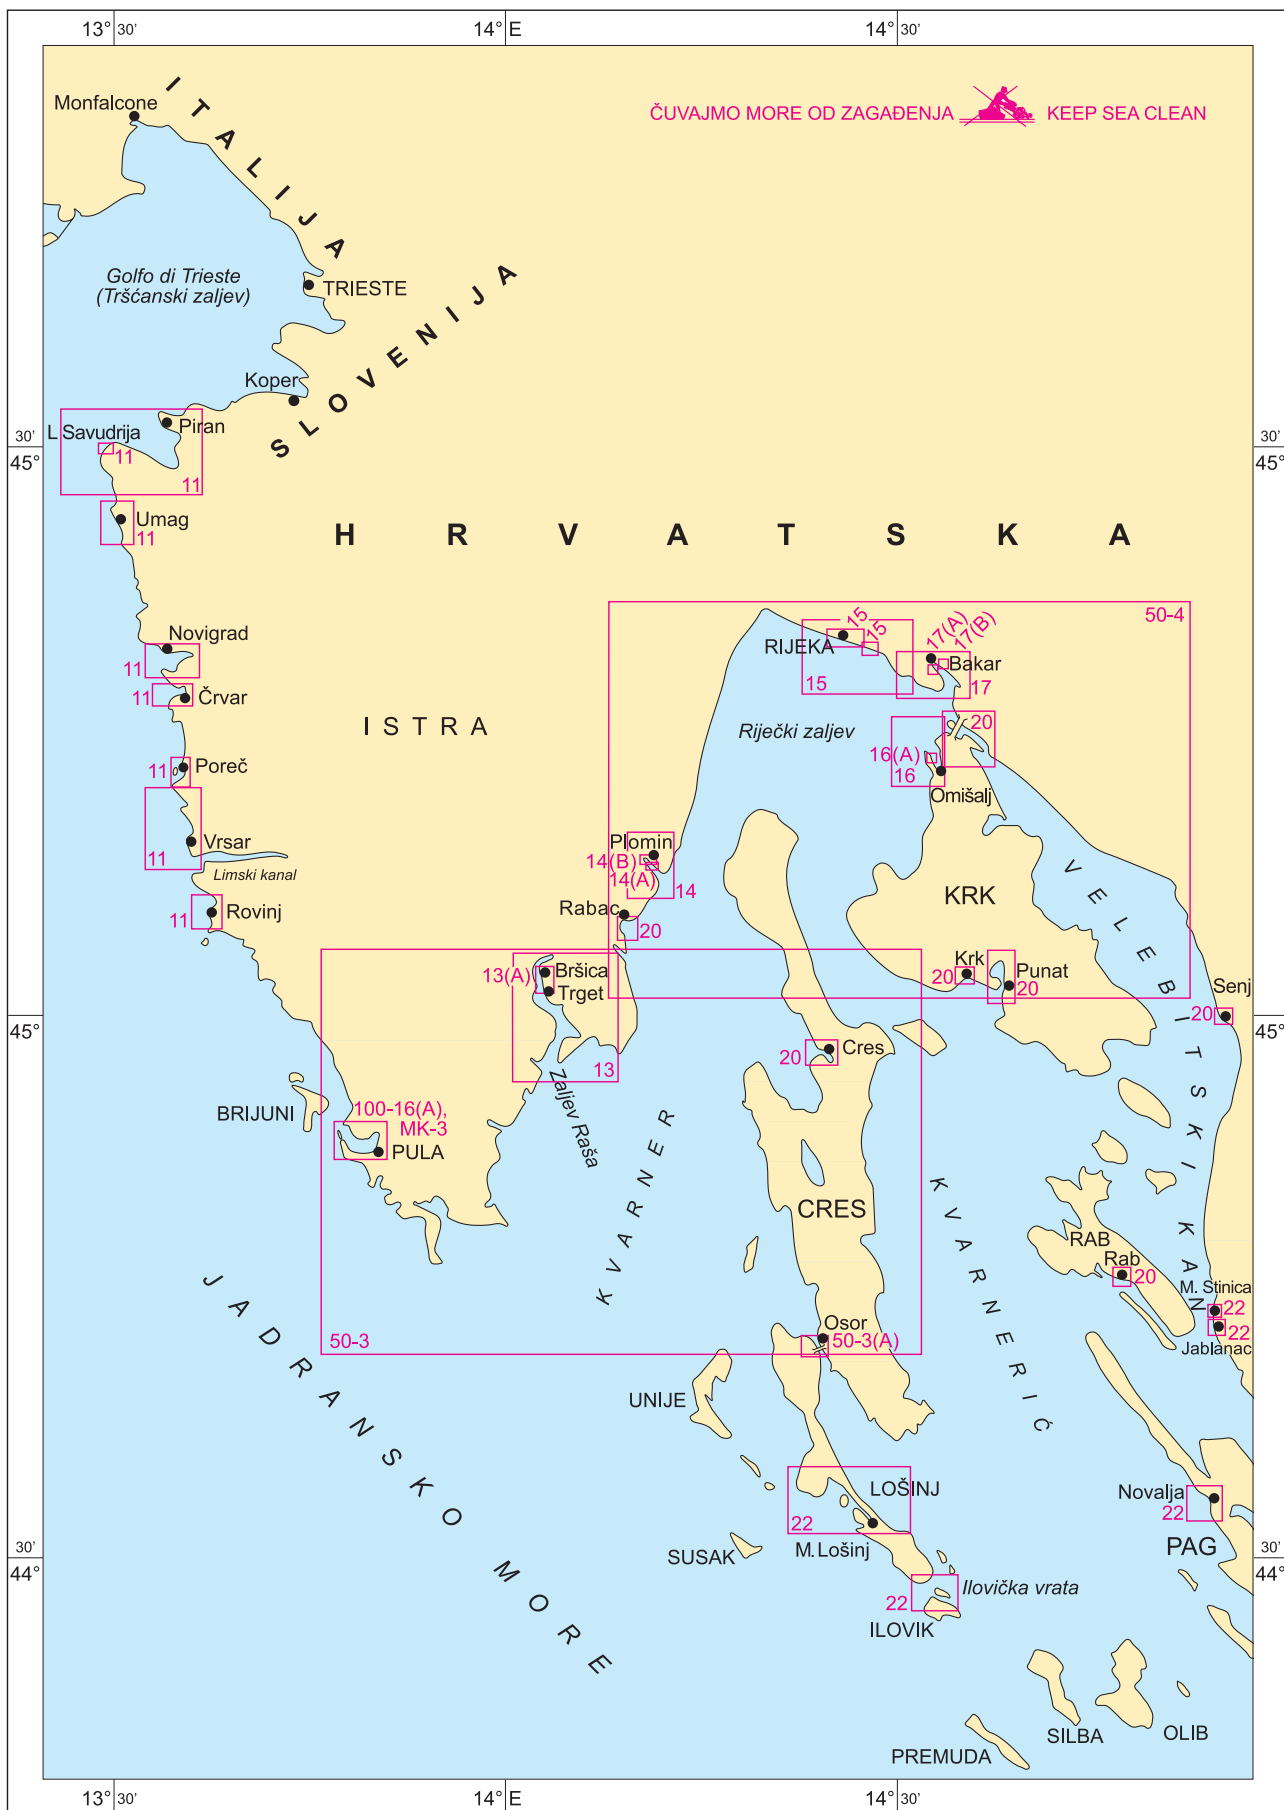 13° 30'
14° E
14° 30'
Monfalcone
ITALIJA
ČUVAJMO MORE OD ZAGAĐENJA
KEEP SEA CLEAN
Golfo di Trieste
(Tršćanski zaljev)
TRIESTE
SLOVENIJA
Koper
Piran
L Savudrija
11
11
30'
45°
30'
45°
Umag
11
HRVATSKA
50-4
Novigrad
11
RIJEKA
15
15
15
17(A)
17(B)
Bakar
17
11
Črvar
ISTRA
Riječki zaljev
20
16(A)
16
Omišalj
11
Poreč
Vrsar
11
Plomin
14(B)
14(A)
14
Limski kanal
Rovinj
11
Rabac
20
KRK
VELEBITSKI KAN
13(A)
Bršica
Trget
Krk
20
Punat
20
Senj
20
45°
45°
Cres
20
13
Zaljev Raša
BRIJUNI
100-16(A),
MK-3
PULA
KVARNER
CRES
KVARNERIĆ
RAB
Rab
20
M. Stinica
22
22
Jablanac
JADRANSKO MORE
50-3
Osor
50-3(A)
UNIJE
LOŠINJ
22
M. Lošinj
Novalja
22
PAG
SUSAK
30'
44°
30'
44°
Ilovička vrata
22
ILOVIK
SILBA
OLIB
PREMUDA
13° 30'
14° E
14° 30'